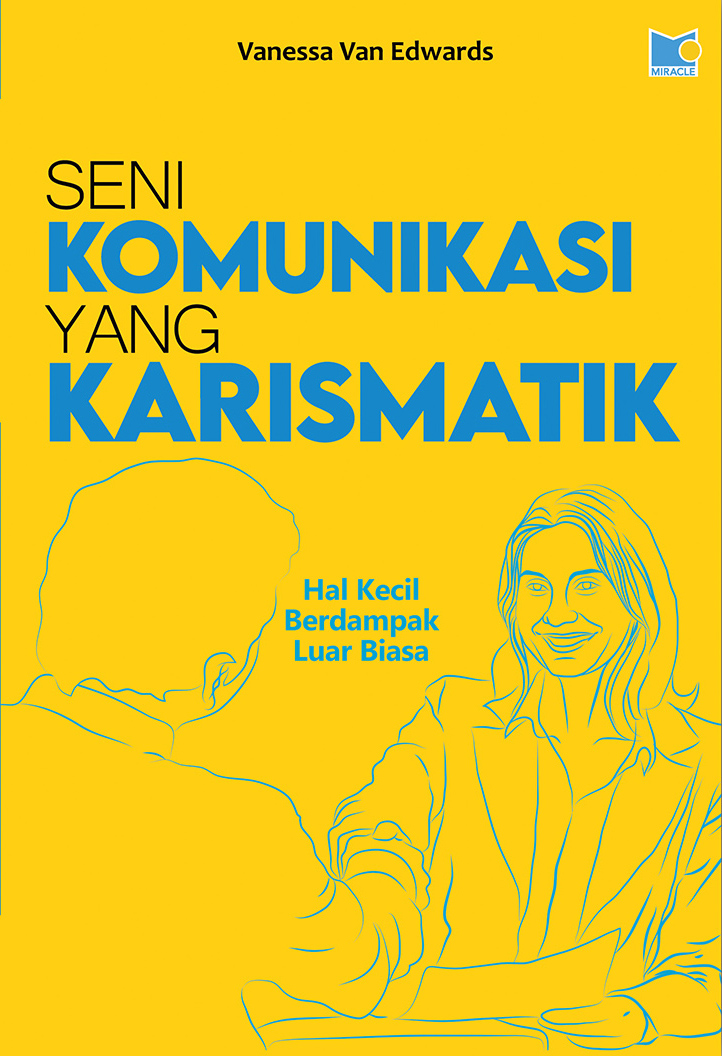 Vanessa Van Edwards
MIRACLE
SENI
KOMUNIKASI
YANG
KARISMATIK
Hal Kecil
Berdampak
Luar Biasa